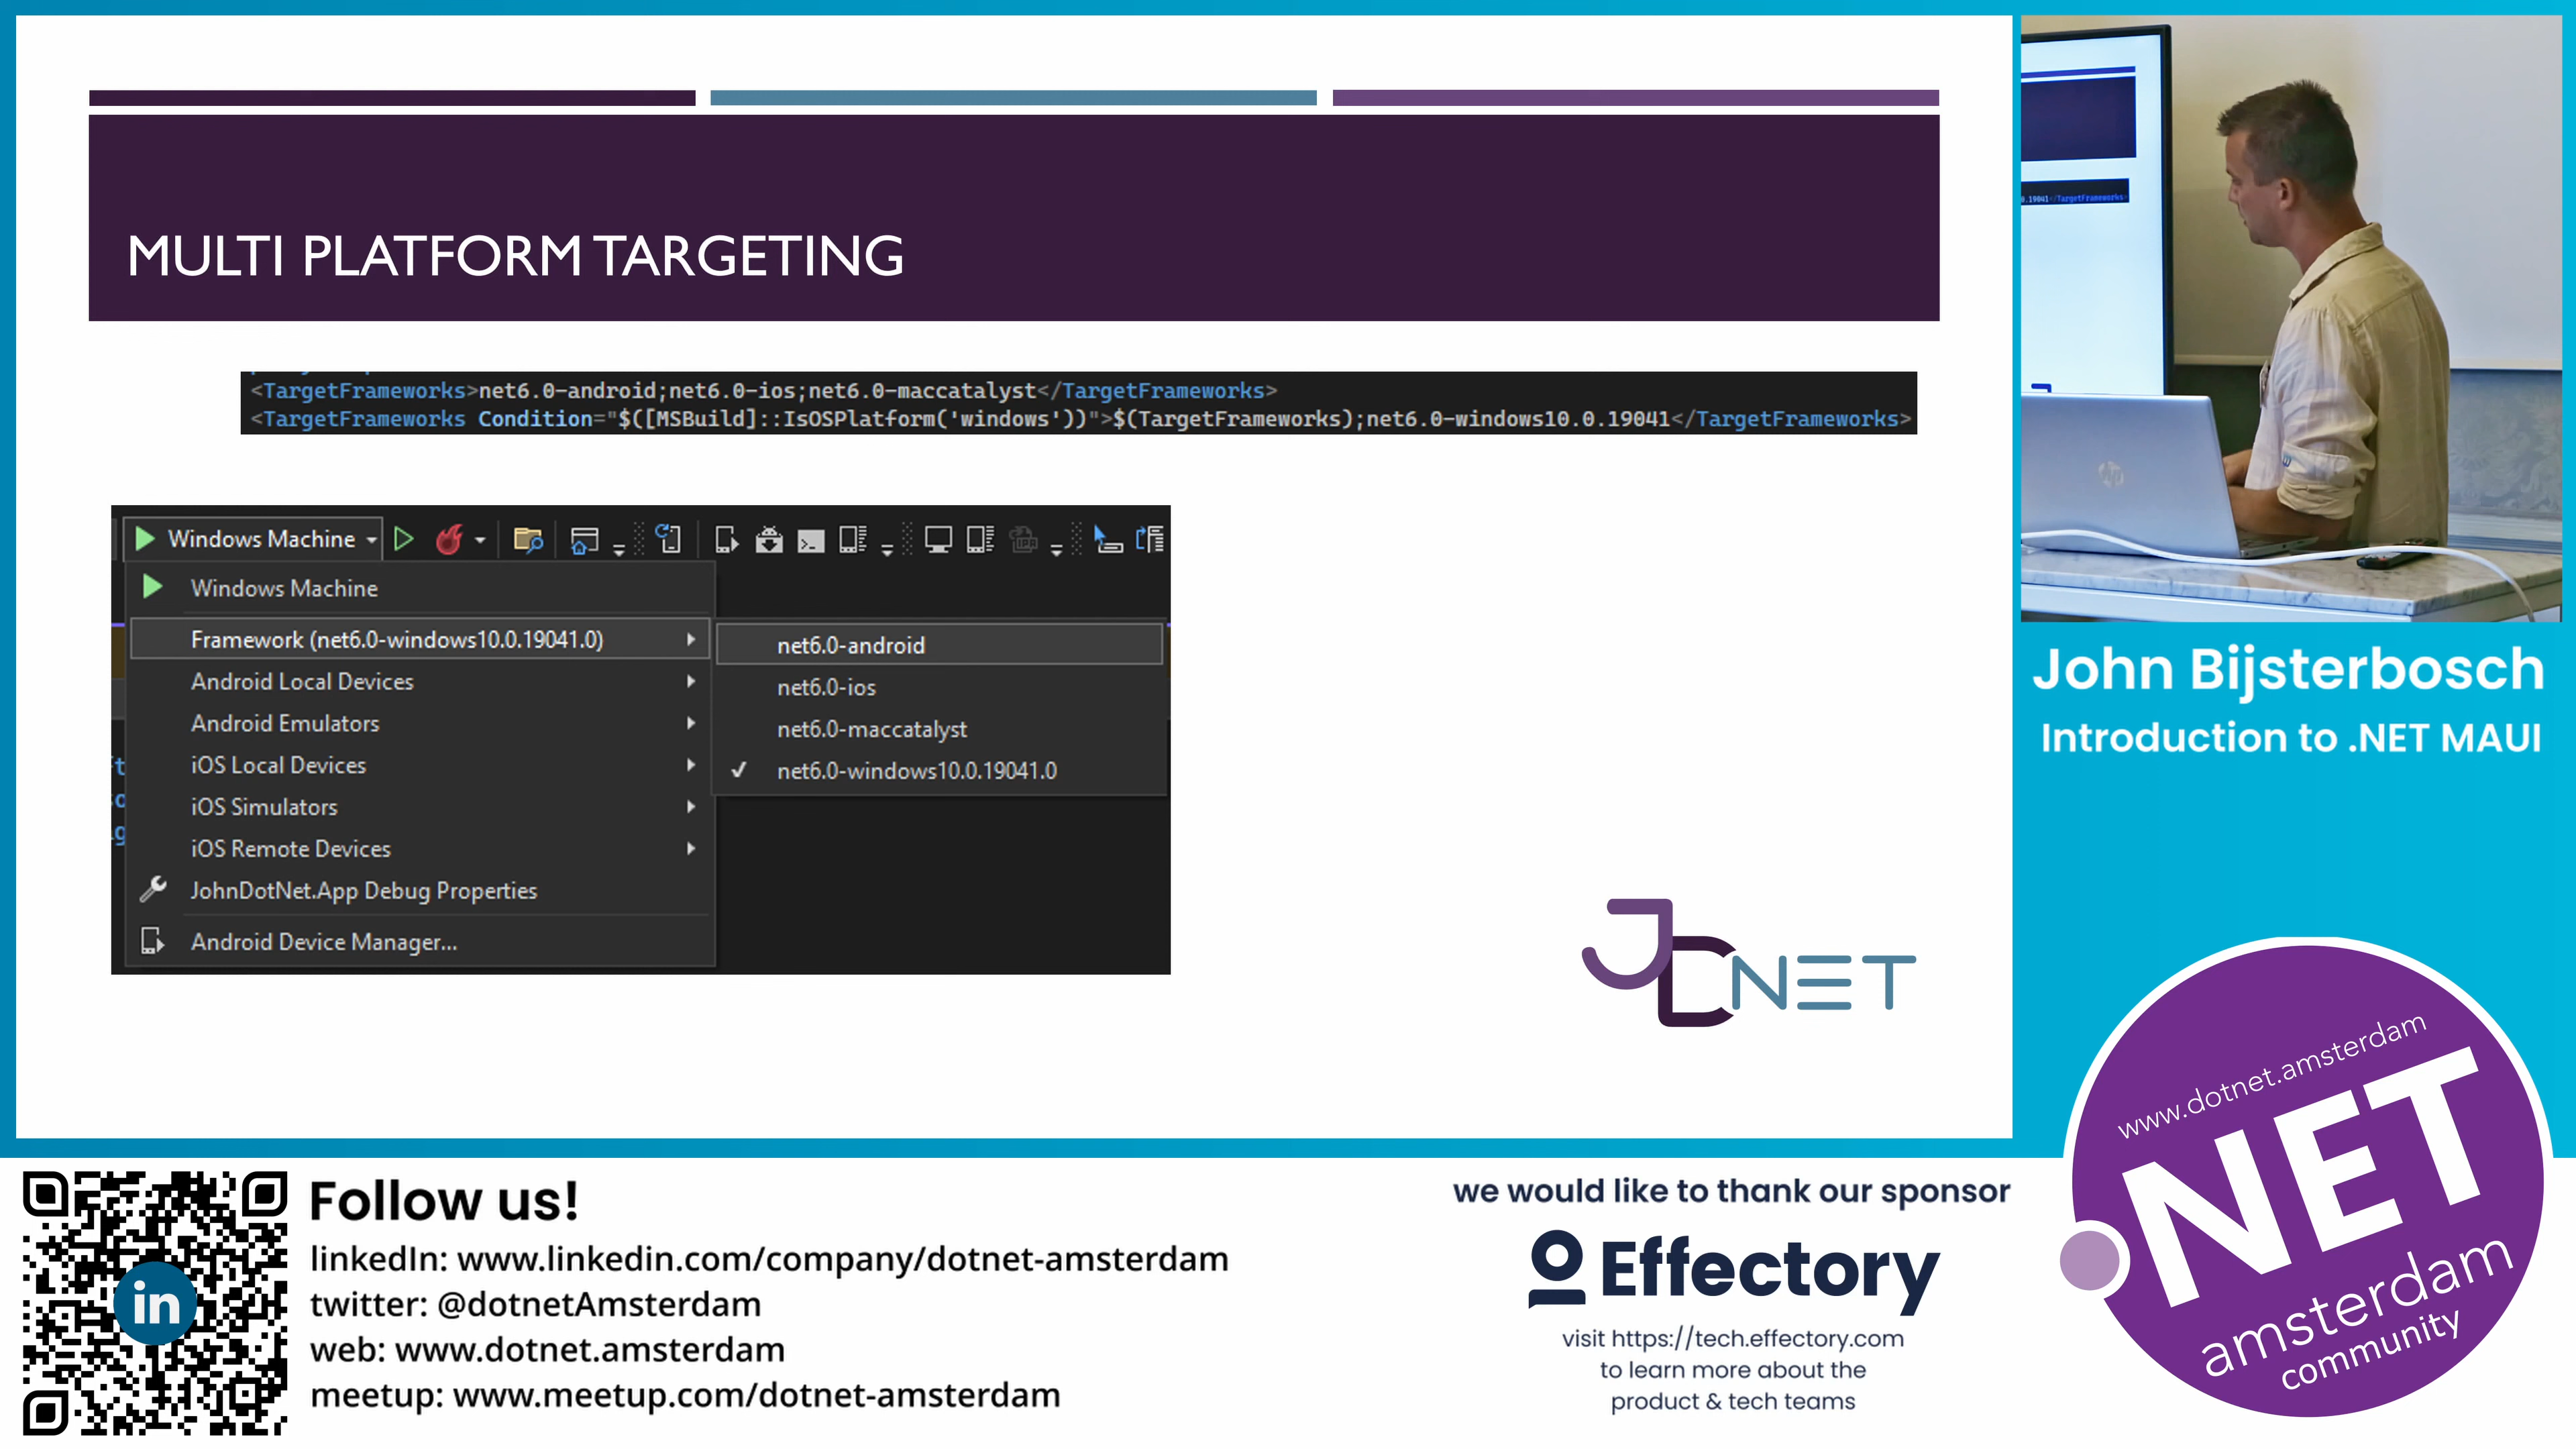 MULTI PLATFORM TARGETING
<TargetFrameworks>net6.0-android;net6.0-ios;net6.0-maccatalyst</TargetFrameworks>
<TargetFrameworks Condition="$([MSBuild]::IsOSPlatform('windows'))">$(TargetFrameworks);net6.0-windows10.0.19041</TargetFrameworks>
Windows Machine
Windows Machine
Framework (net6.0-windows10.0.19041.0)
Android Local Devices
Android Emulators
iOS Local Devices
iOS Simulators
iOS Remote Devices
JohnDotNet.App Debug Properties
Android Device Manager...
net6.0-android
net6.0-ios
net6.0-maccatalyst
net6.0-windows10.0.19041.0
JDNET
0.19041</TargetFrameworks>
hp
John Bijsterbosch
Introduction to .NET MAUI
in
Follow us!
linkedIn: www.linkedin.com/company/dotnet-amsterdam
twitter: @dotnetAmsterdam
web: www.dotnet.amsterdam
meetup: www.meetup.com/dotnet-amsterdam
we would like to thank our sponsor
Effectory
visit https://tech.effectory.com
to learn more about the
product & tech teams
www.dotnet.amsterdam
.NET
amsterdam
community